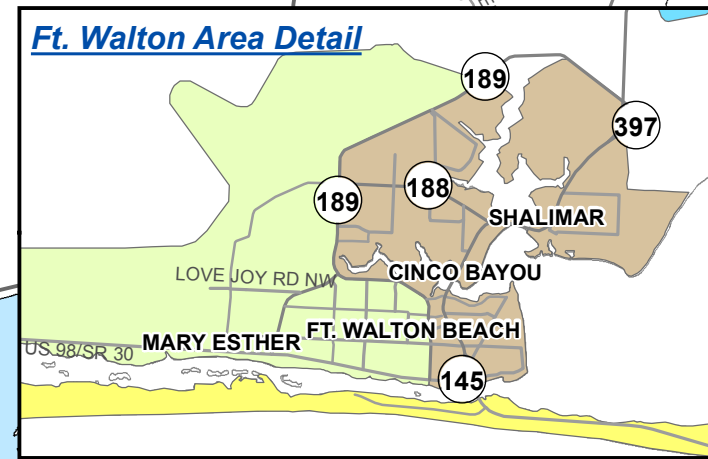 Ft. Walton Area Detail
189
397
189
188
SHALIMAR
CINCO BAYOU
LOVE JOY RD NW
FT. WALTON BEACH
MARY ESTHER
US 98/SR 30
145